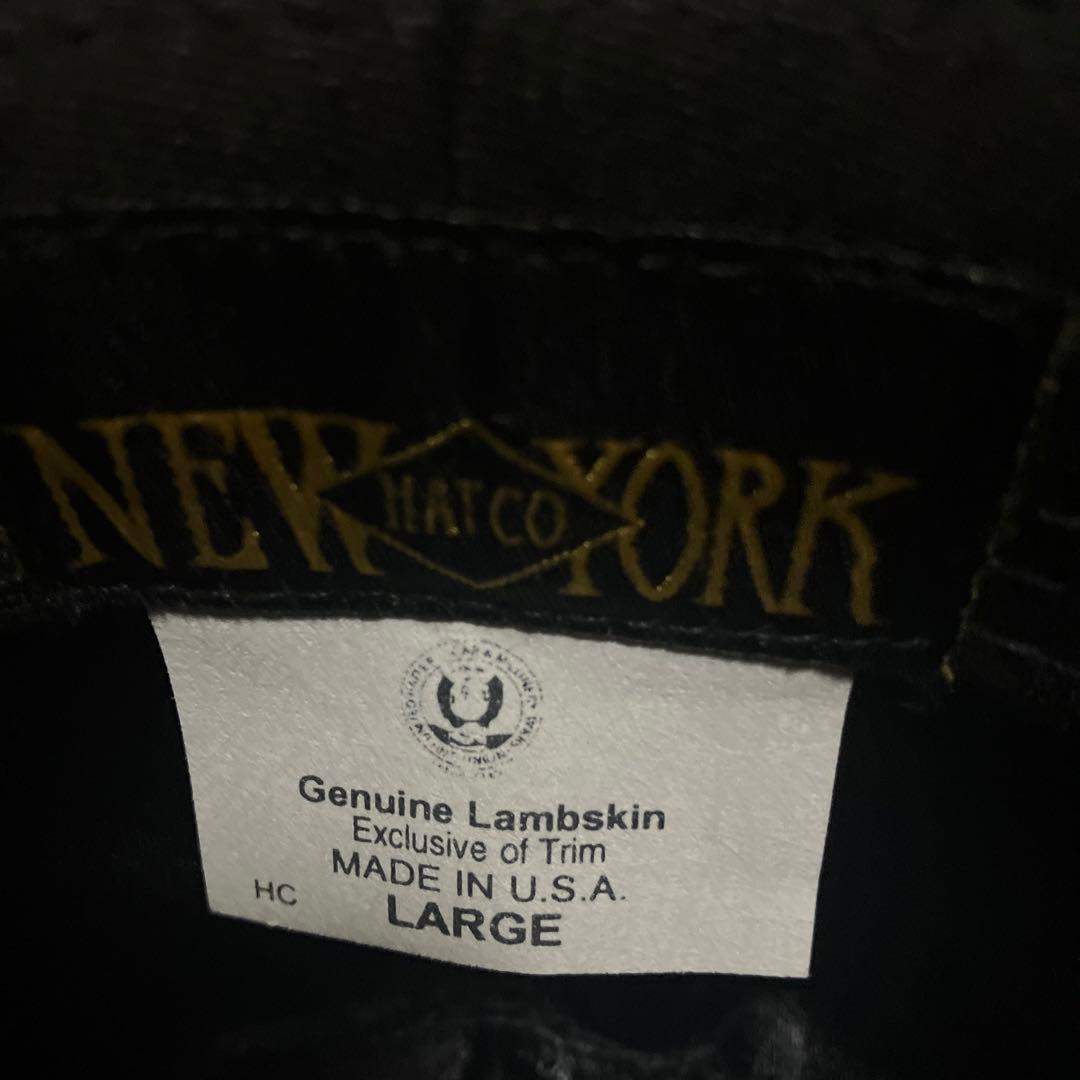 NEW HAT CO YORK
Genuine Lambskin
Exclusive of Trim
MADE IN U.S.A.
HC
LARGE